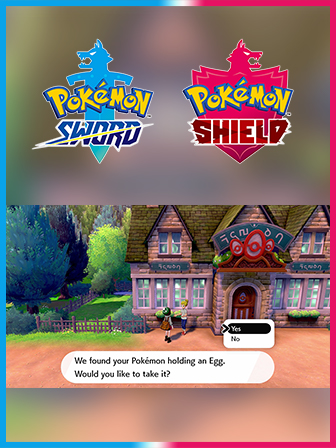 POKéMON
SWORD
POKéMON
SHIELD
Yes
No
We found your Pokémon holding an Egg.
Would you like to take it?